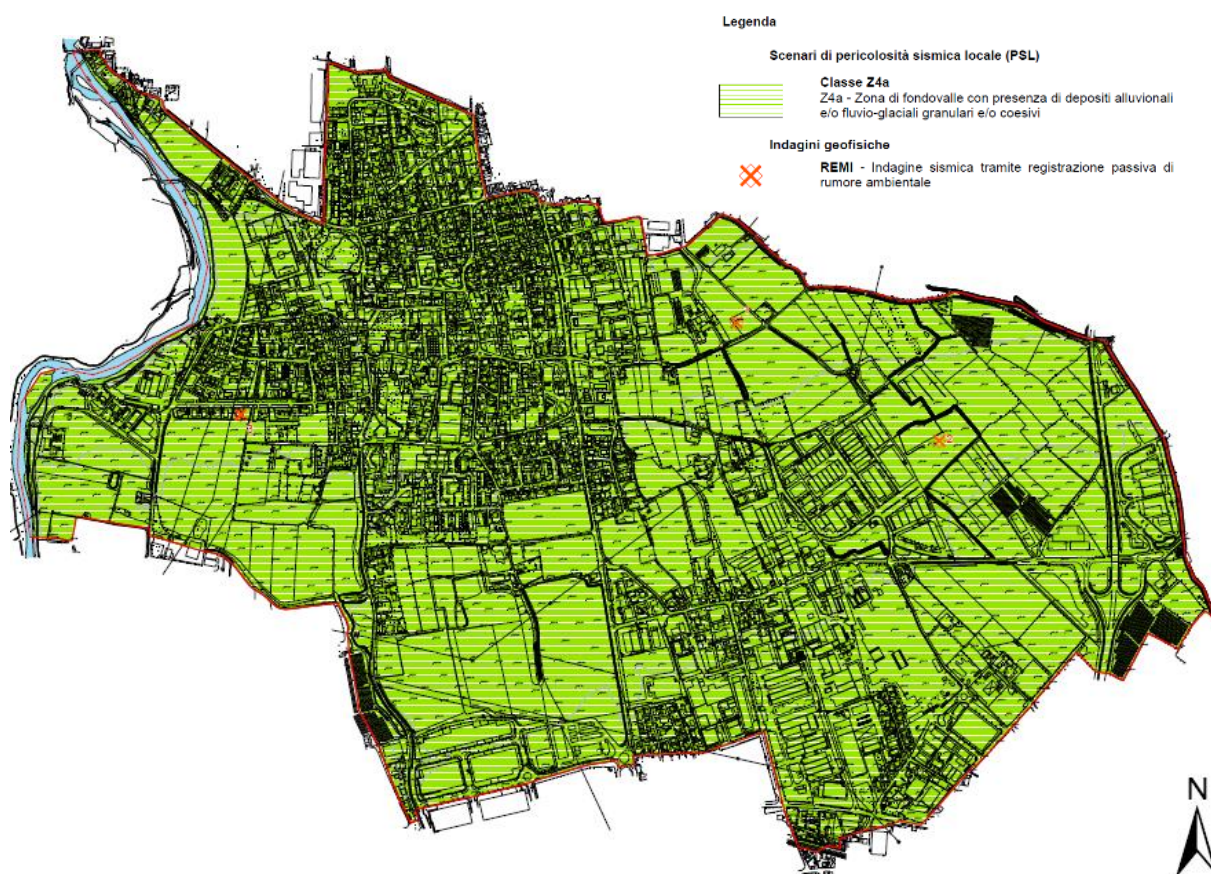 Legenda
Scenari di pericolosità sismica locale (PSL)
Classe Z4a
Z4a - Zona di fondovalle con presenza di depositi alluvionali
e/o fluvio-glaciali granulari e/o coesivi
Indagini geofisiche
REMI - Indagine sismica tramite registrazione passiva di
rumore ambientale
N